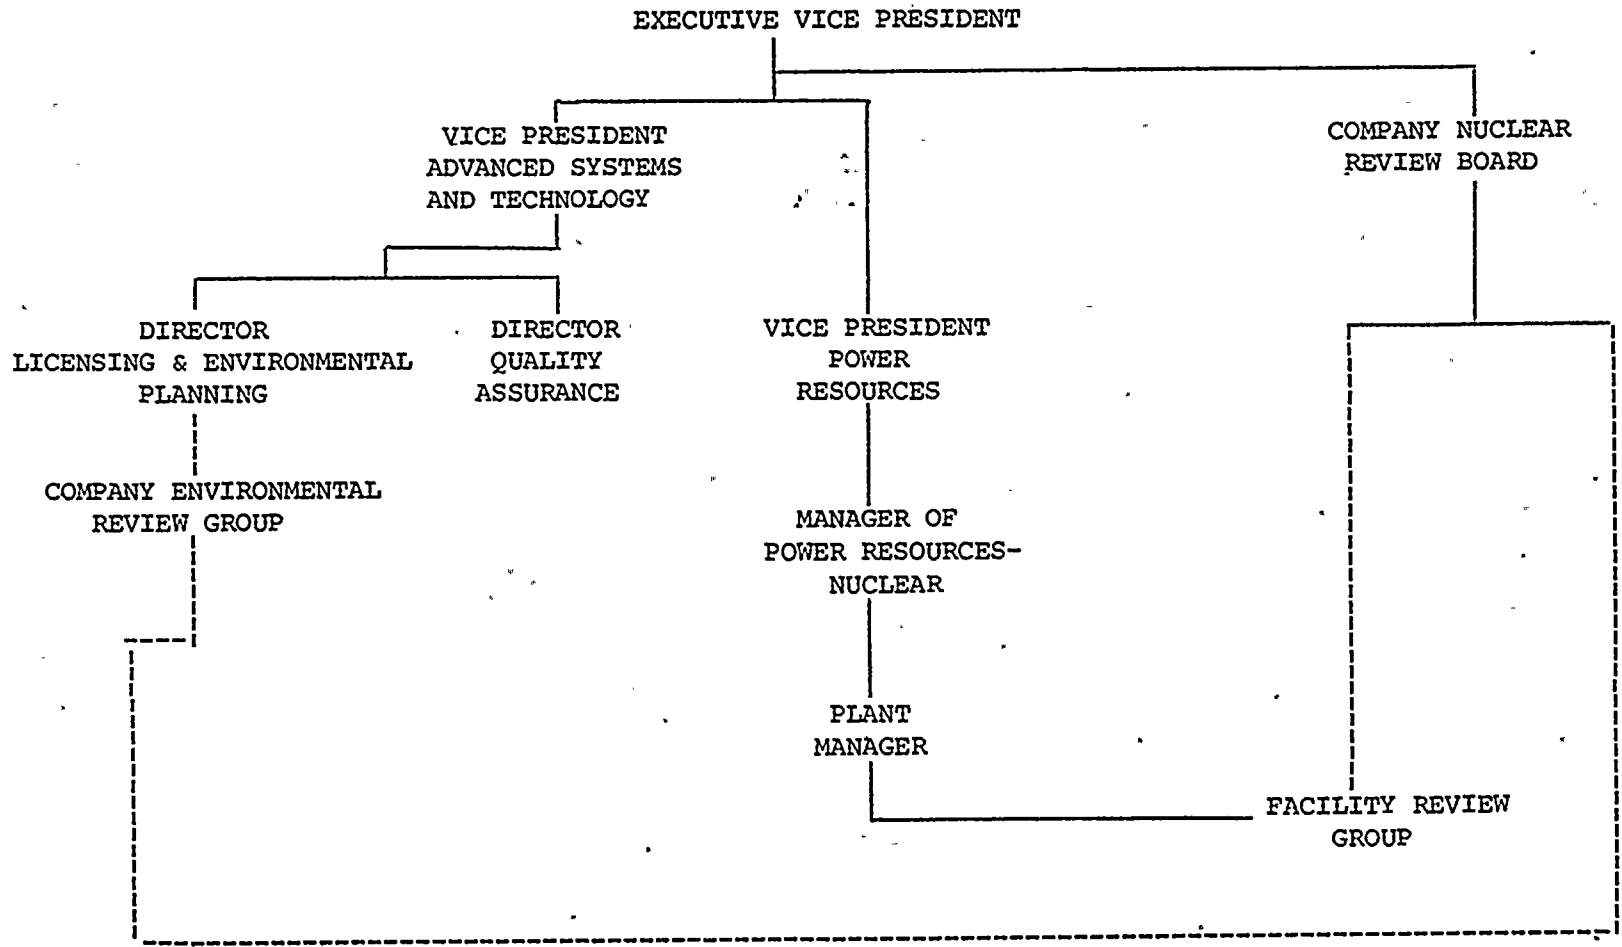 EXECUTIVE VICE PRESIDENT
VICE PRESIDENT
ADVANCED SYSTEMS
AND TECHNOLOGY
COMPANY NUCLEAR
REVIEW BOARD
DIRECTOR
LICENSING & ENVIRONMENTAL
PLANNING
DIRECTOR
QUALITY
ASSURANCE
VICE PRESIDENT
POWER
RESOURCES
COMPANY ENVIRONMENTAL
REVIEW GROUP
MANAGER OF
POWER RESOURCES-
NUCLEAR
PLANT
MANAGER
FACILITY REVIEW
GROUP